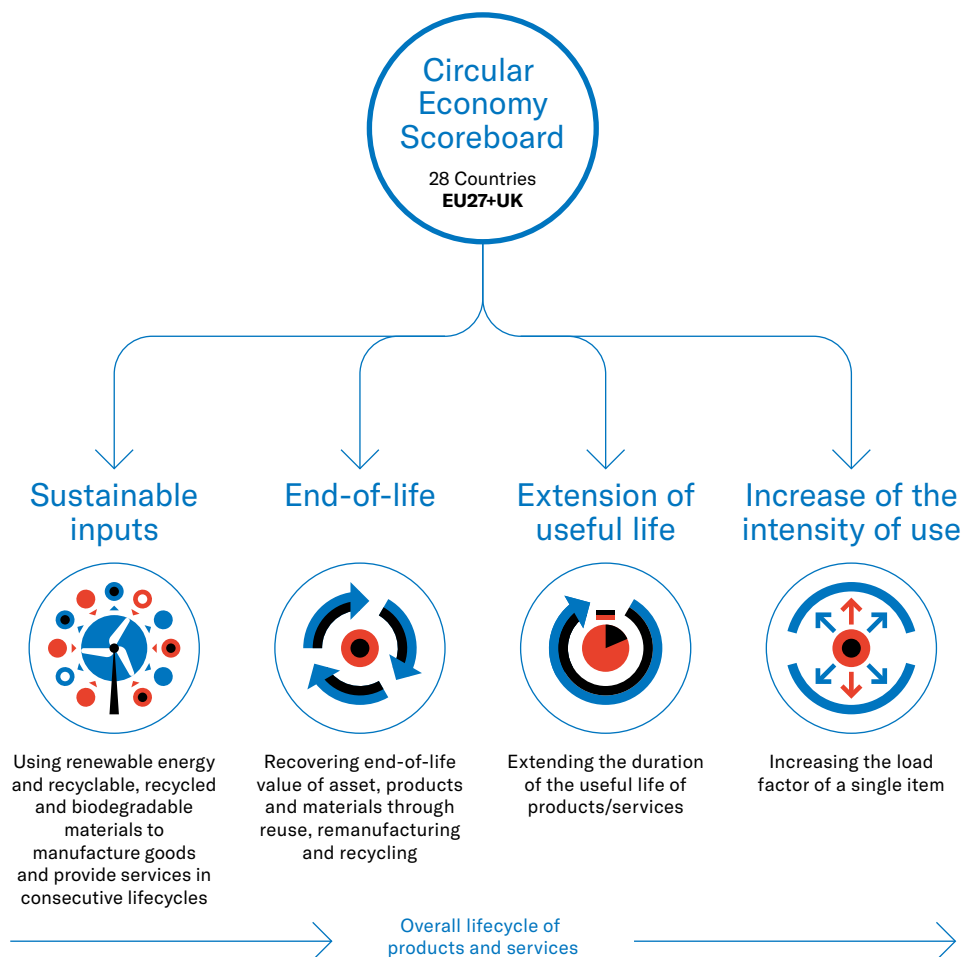 Circular
Economy
Scoreboard
28 Countries
EU27+UK
Sustainable
inputs
Using renewable energy
and recyclable, recycled
and biodegradable
materials to
manufacture goods
and provide services in
consecutive lifecycles
End-of-life
Recovering end-of-life
value of asset, products
and materials through
reuse, remanufacturing
and recycling
Extension of
useful life
Extending the duration
of the useful life of
products/services
Increase of the
intensity of use
Increasing the load
factor of a single item
Overall lifecycle of
products and services